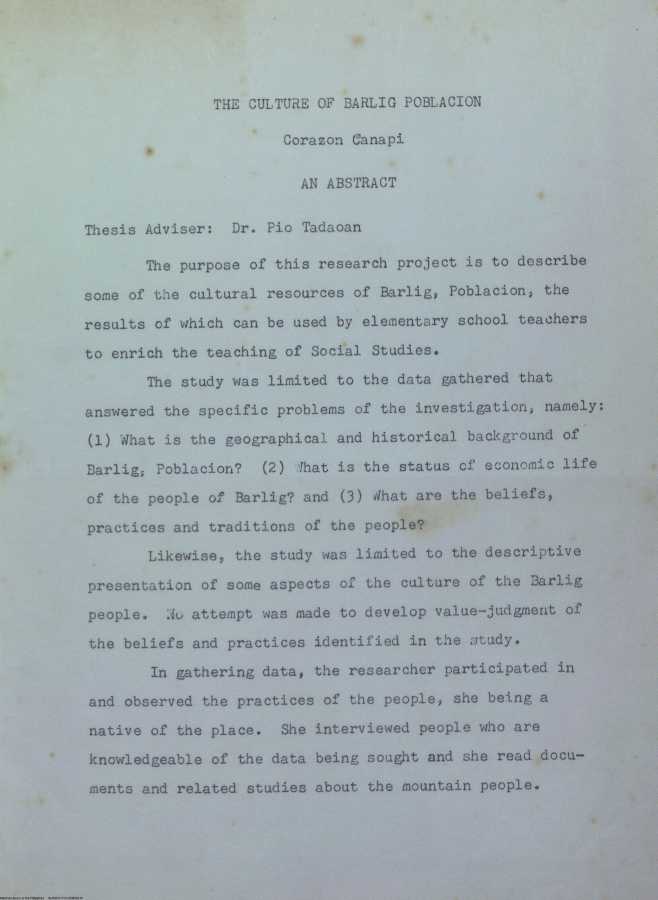 THE CULTURE OF BARLIG POBLACION
Corazon Canapi
AN ABSTRACT
Thesis Adviser: Dr. Pio Tadaoan
The purpose of this research project is to describe
some of the cultural resources of Barlig, Poblacion, the
results of which can be used by elementary school teachers
to enrich the teaching of Social Studies.
The study was limited to the data gathered that
answered the specific problems of the investigation, namely:
(1) What is the geographical and historical background of
Barlig, Poblacion? (2) What is the status of economic life
of the people of Barlig? and (3) What are the beliefs,
practices and traditions of the people?
Likewise, the study was limited to the descriptive
presentation of some aspects of the culture of the Barlig
people. No attempt was made to develop value-judgment of
the beliefs and practices identified in the study.
In gathering data, the researcher participated in
and observed the practices of the people, she being a
native of the place. She interviewed people who are
knowledgeable of the data being sought and she read docu-
ments and related studies about the mountain people.